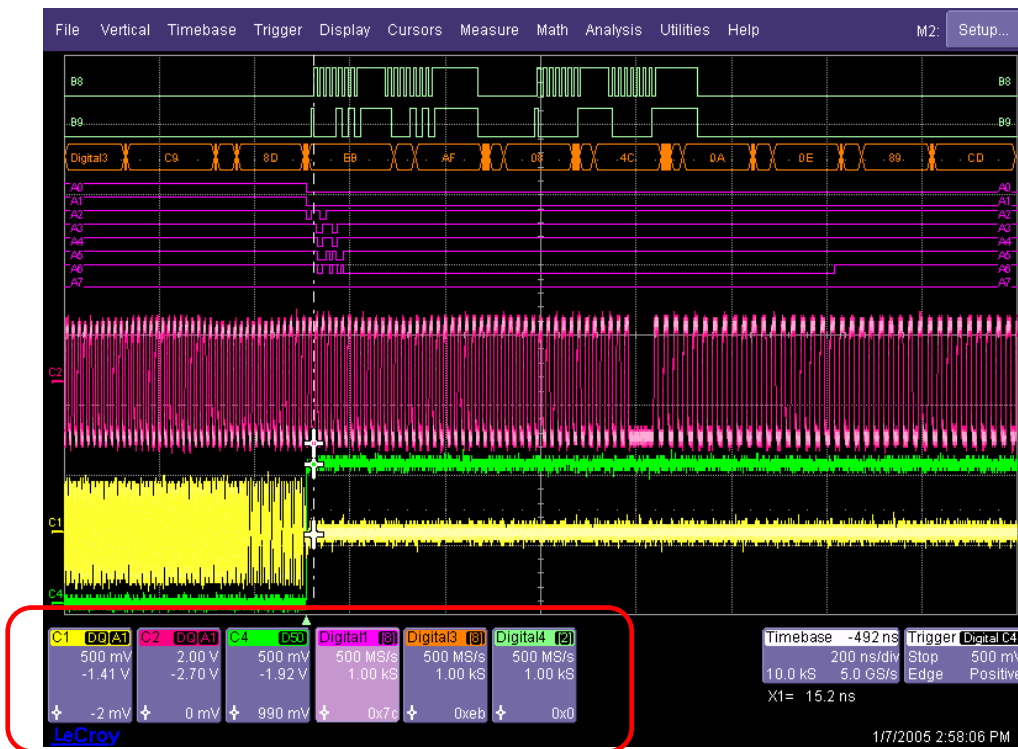 File Vertical Timebase Trigger Display Cursors Measure Math Analysis Utilities Help M2: Setup...
B8 B8
B9 B9
Digital3 C9 8D EB AF 08 4C 0A 0E 89 CD
A0 A0
A1 A1
A2 A2
A3 A3
A4 A4
A5 A5
A6 A6
A7 A7
C2
C1
C4
C1 DQ A1 C2 DQ A1 C4 D50 Digital1 [8] Digital3 [8] Digital4 [2] Timebase -492 ns Trigger Digital C4
500 mV 2.00 V 500 mV 500 MS/s 500 MS/s 500 MS/s 200 ns/div Stop 500 mV
-1.41 V -2.70 V -1.92 V 1.00 kS 1.00 kS 1.00 kS 10.0 kS 5.0 GS/s Edge Positive
-2 mV 0 mV 990 mV 0x7c 0xeb 0x0 X1= 15.2 ns
LeCroy 1/7/2005 2:58:06 PM